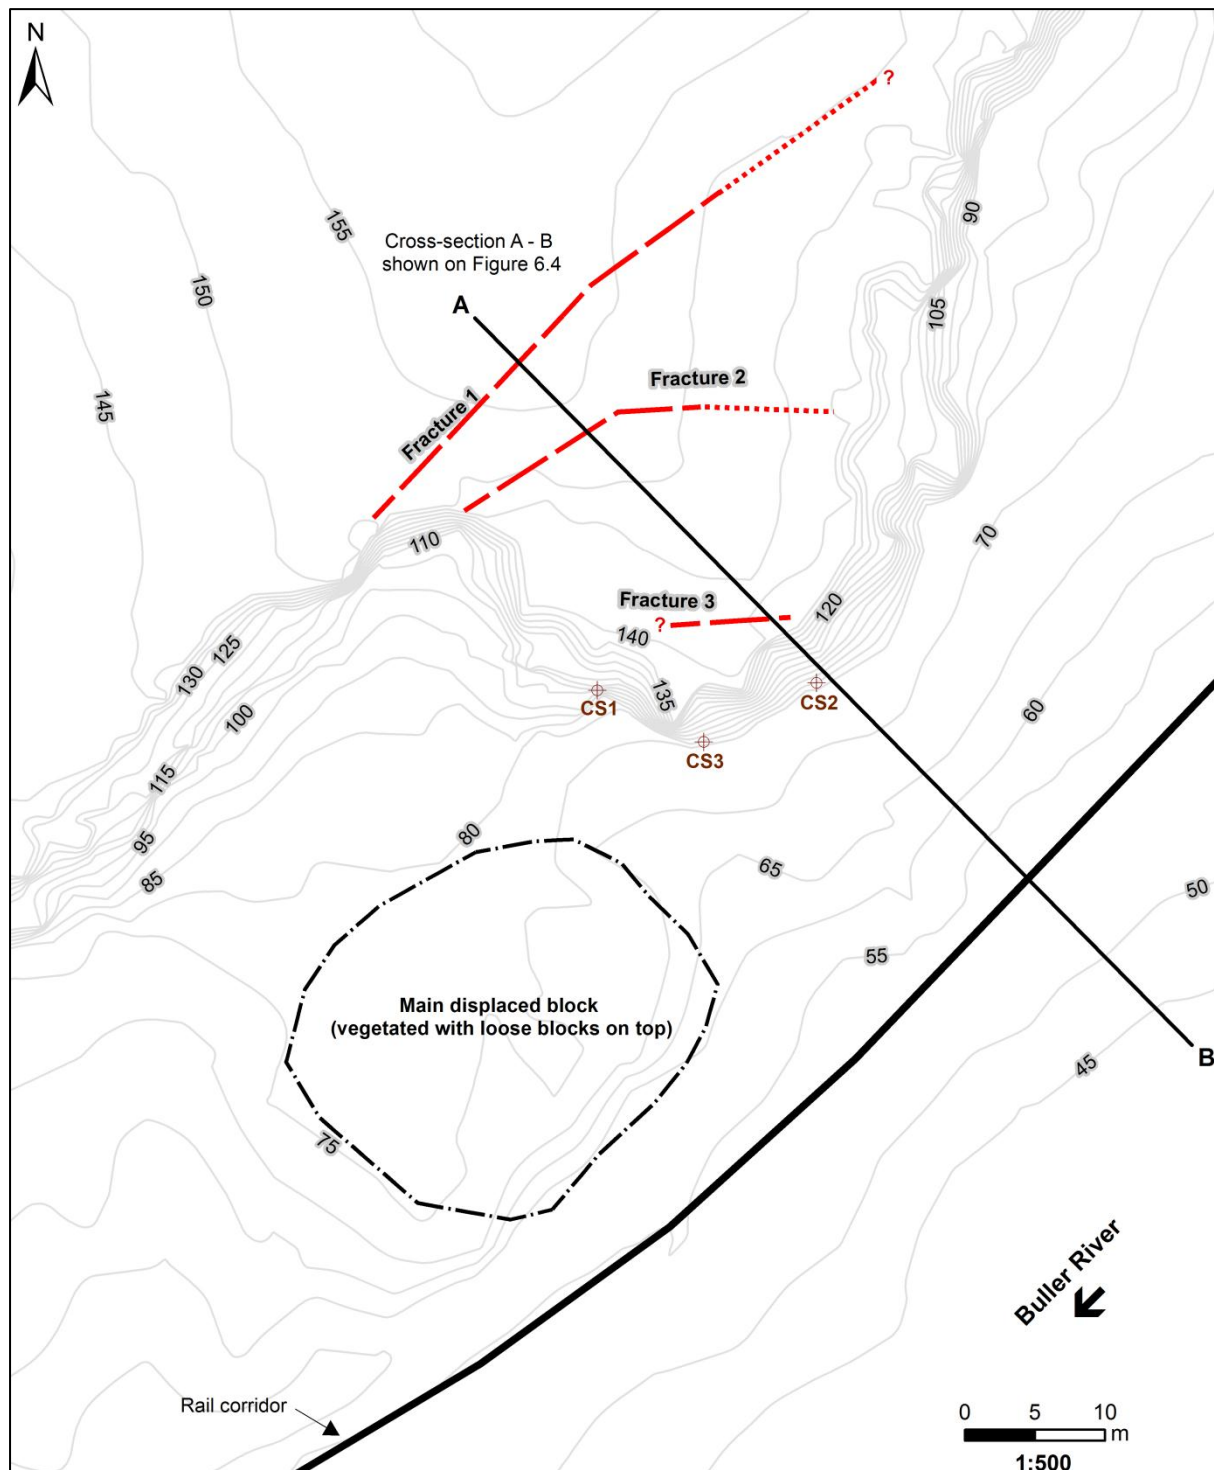 N
?
155
90
Cross-section A - B
shown on Figure 6.4
150
A
105
Fracture 2
145
Fracture 1
110
70
Fracture 3
120
?
140
125
130
135
CS1
CS2
60
100
CS3
115
80
95
65
85
50
55
Main displaced block
(vegetated with loose blocks on top)
B
45
75
Buller River
Rail corridor
0 5 10
m
1:500